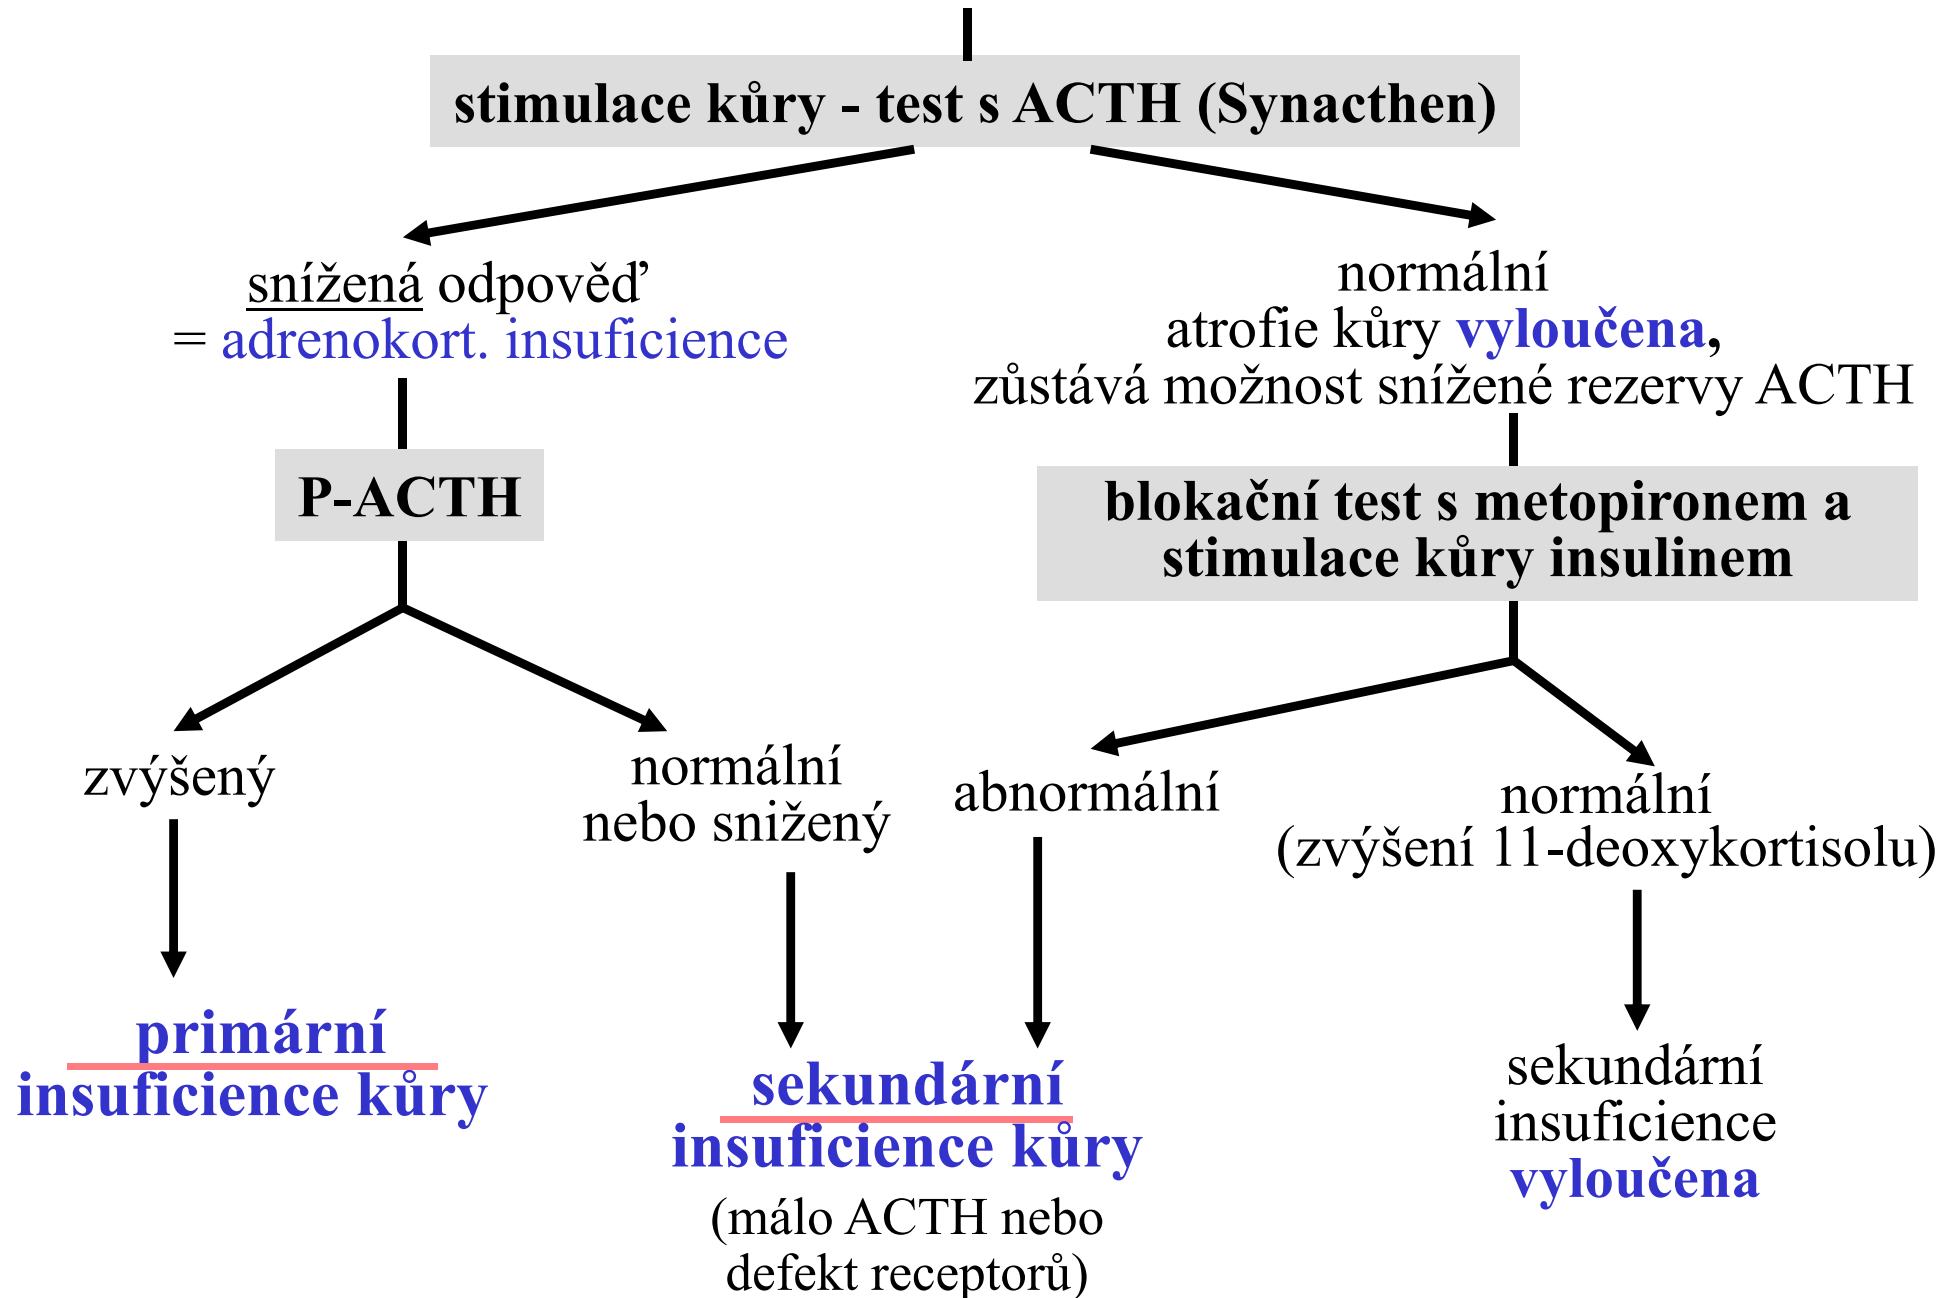 stimulace kůry - test s ACTH (Synacthen)
snížená odpověď
= adrenokort. insuficience
normální
atrofie kůry vyloučena,
zůstává možnost snížené rezervy ACTH
P-ACTH
blokační test s metopironem a
stimulace kůry insulinem
zvýšený
normální
nebo snižený
abnormální
normální
(zvýšení 11-deoxykortisolu)
primární
insuficience kůry
sekundární
insuficience kůry
(málo ACTH nebo
defekt receptorů)
sekundární
insuficience
vyloučena